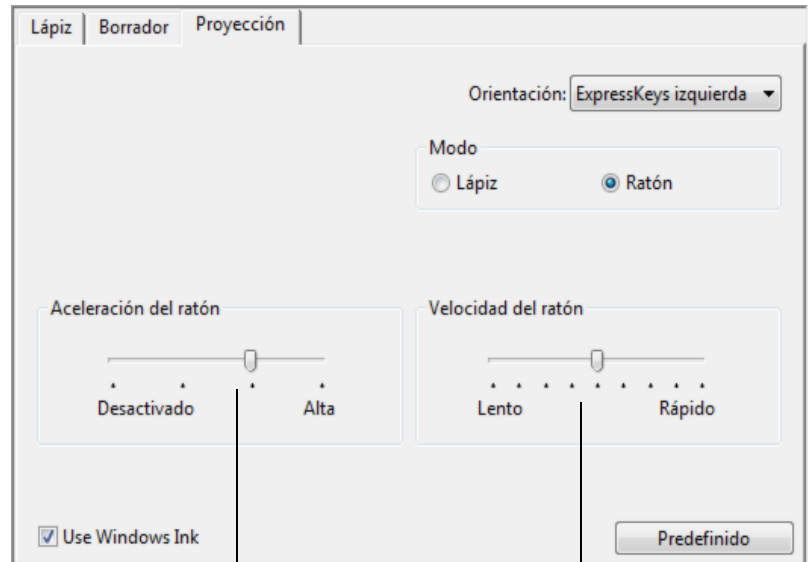 Lápiz Borrador Proyección
Orientación: ExpressKeys izquierda
Modo
Lápiz Ratón
Aceleración del ratón Velocidad del ratón
Desactivado Alta Lento Rápido
Use Windows Ink Predefinido